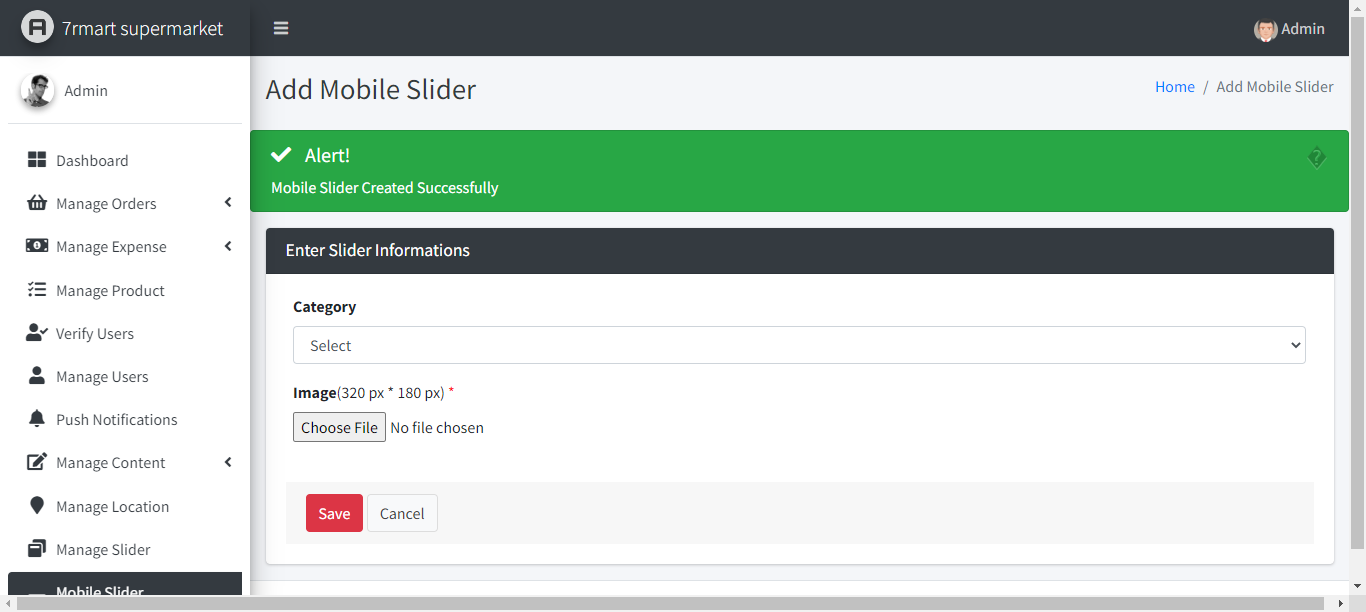 7rmart supermarket
Admin
Admin
Add Mobile Slider
Home / Add Mobile Slider
Alert!
Mobile Slider Created Successfully
Enter Slider Informations
Category
Select
Image(320 px * 180 px) *
Choose File No file chosen
Save Cancel
Dashboard
Manage Orders
Manage Expense
Manage Product
Verify Users
Manage Users
Push Notifications
Manage Content
Manage Location
Manage Slider
Mobile Slider